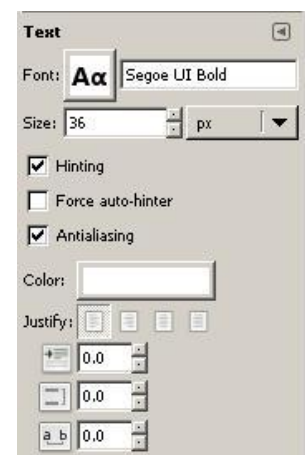 Text
Font: Aα Segoe UI Bold
Size: 36 px
Hinting
Force auto-hinter
Antialiasing
Color:
Justify:
0.0
0.0
a b 0.0